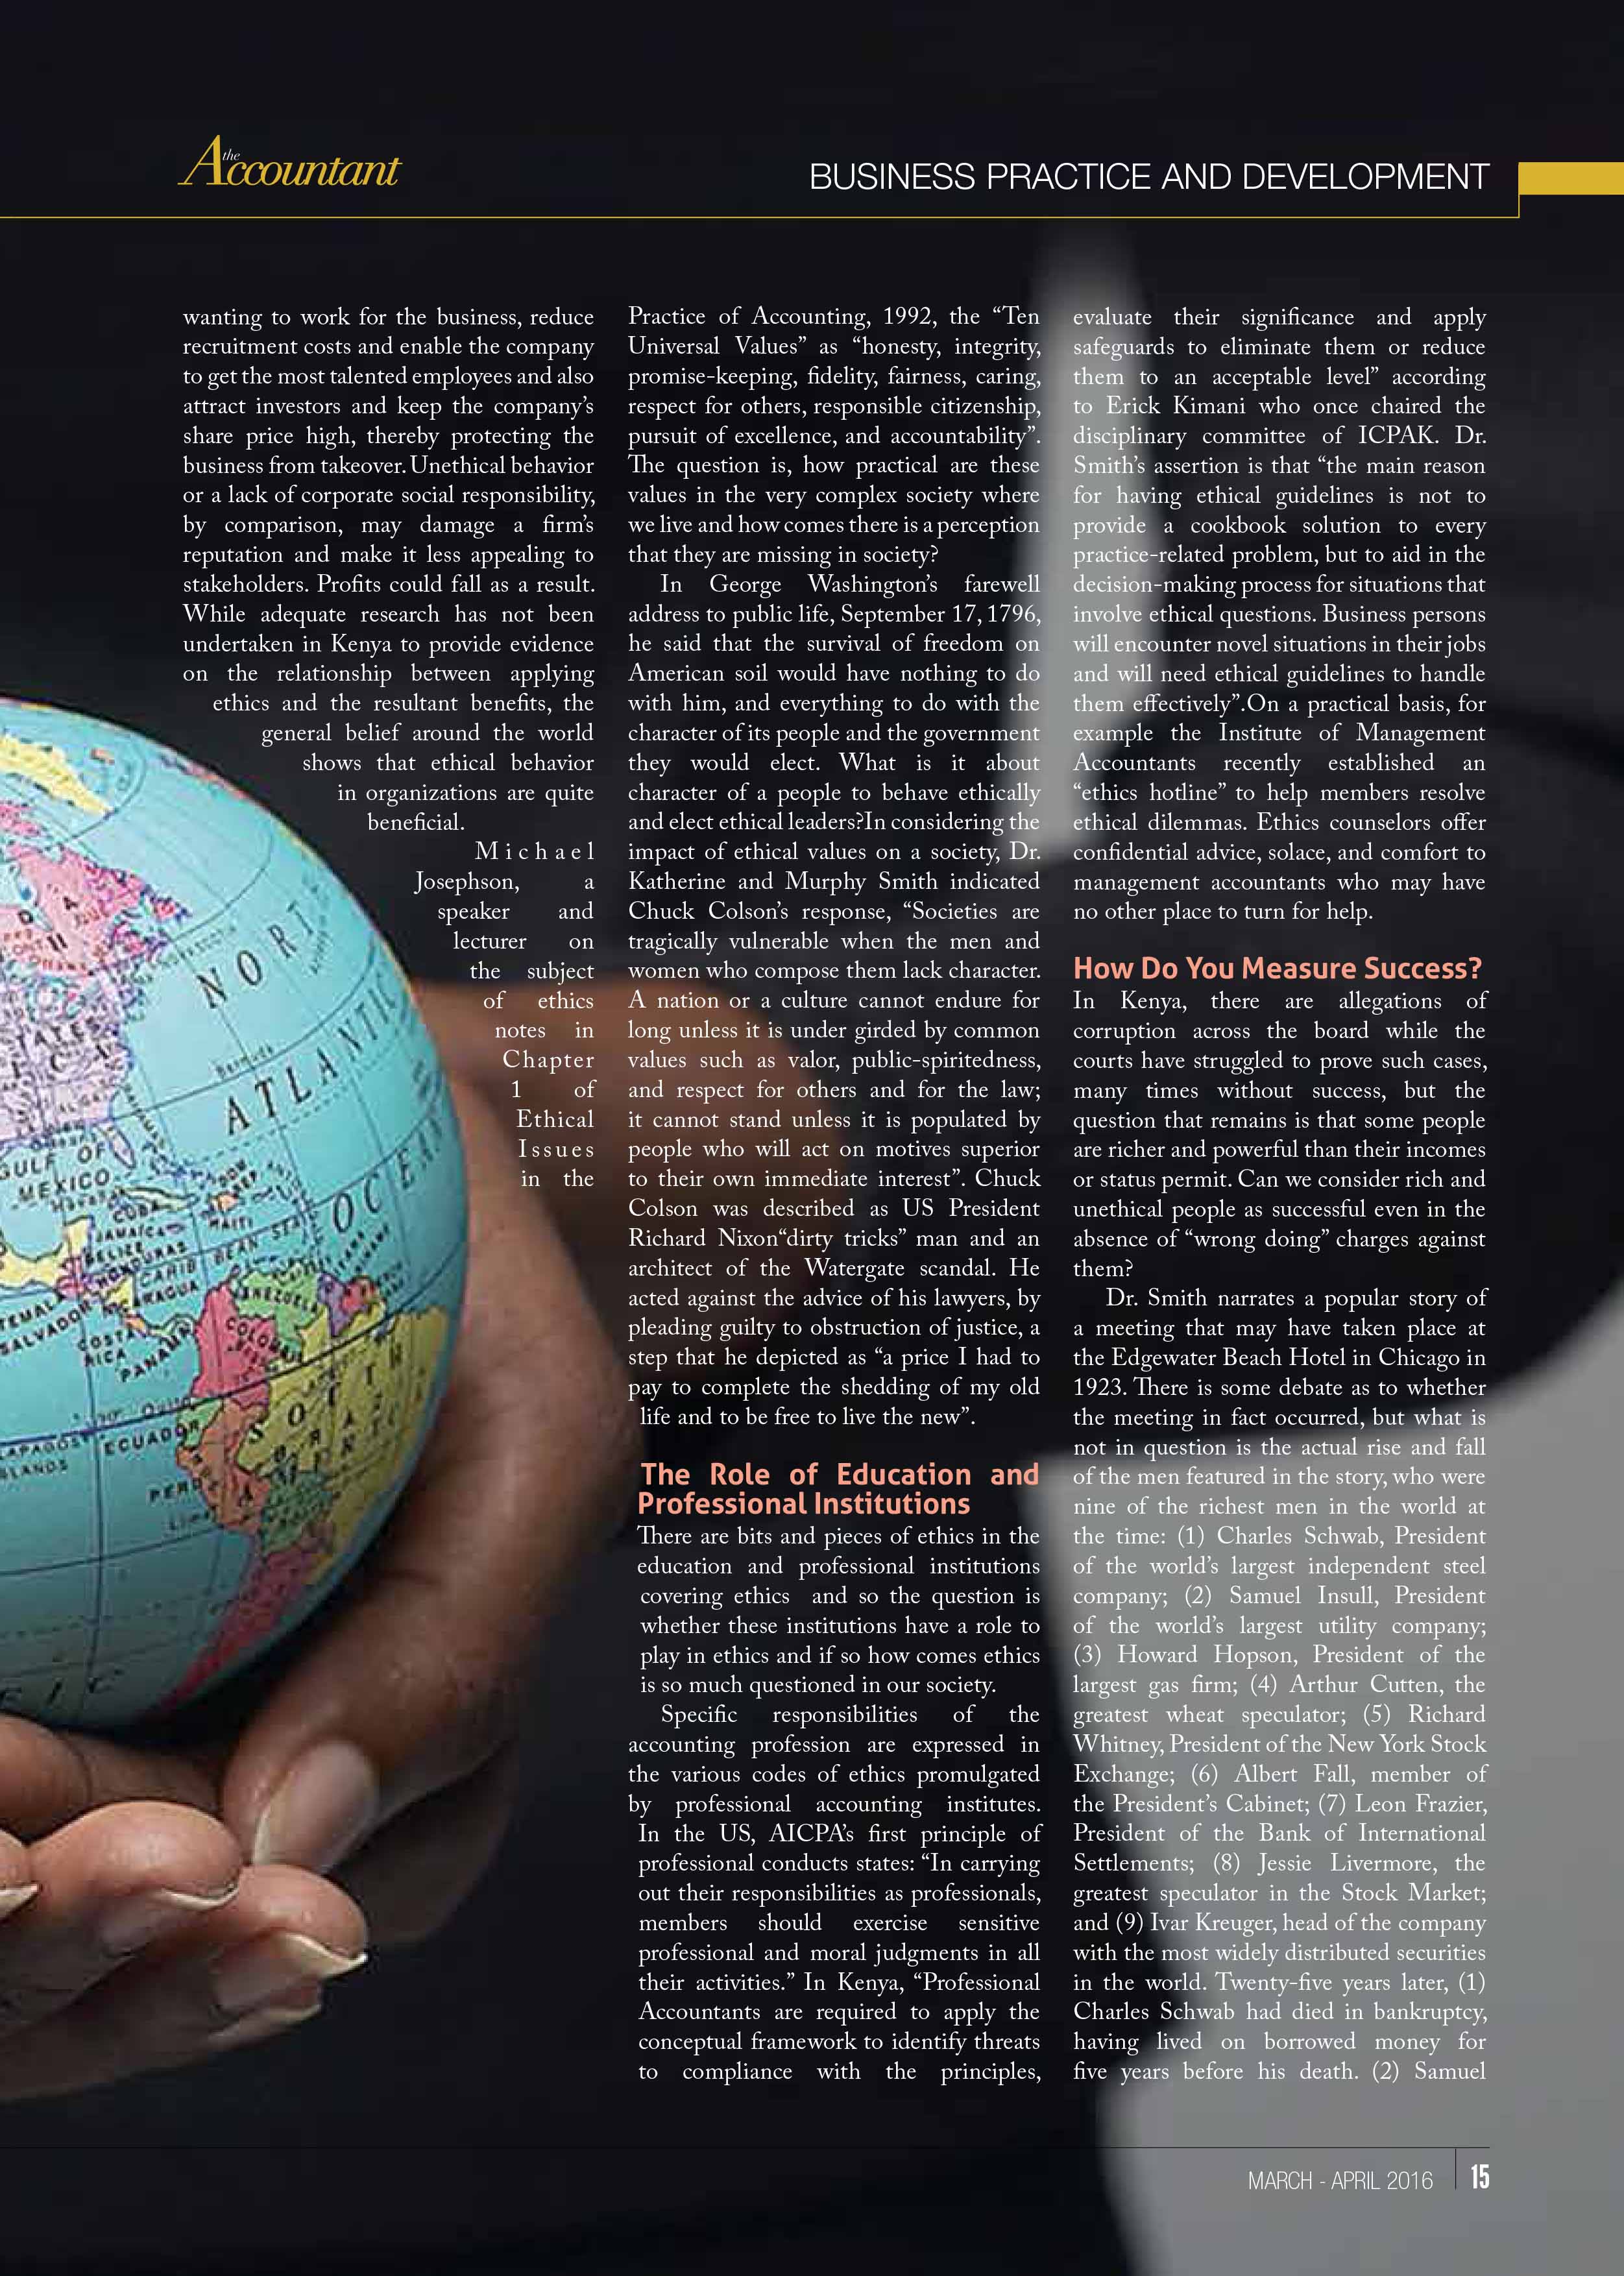 the
Accountant
BUSINESS PRACTICE AND DEVELOPMENT
wanting to work for the business, reduce
recruitment costs and enable the company
to get the most talented employees and also
attract investors and keep the company's
share price high, thereby protecting the
business from takeover. Unethical behavior
or a lack of corporate social responsibility,
by comparison, may damage a firm's
reputation and make it less appealing to
stakeholders. Profits could fall as a result.
While adequate research has not been
undertaken in Kenya to provide evidence
on the relationship between applying
ethics and the resultant benefits, the
general belief around the world
shows that ethical behavior
in organizations are quite
beneficial.
Michael
Josephson, a
speaker and
lecturer on
the subject
of ethics
notes in
Chapter
1 of
Ethical
Issues
in the
Practice of Accounting, 1992, the “Ten
Universal Values” as “honesty, integrity,
promise-keeping, fidelity, fairness, caring,
respect for others, responsible citizenship,
pursuit of excellence, and accountability”.
The question is, how practical are these
values in the very complex society where
we live and how comes there is a perception
that they are missing in society?
In George Washington's farewell
address to public life, September 17, 1796,
he said that the survival of freedom on
American soil would have nothing to do
with him, and everything to do with the
character of its people and the government
they would elect. What is it about
character of a people to behave ethically
and elect ethical leaders?In considering the
impact of ethical values on a society, Dr.
Katherine and Murphy Smith indicated
Chuck Colson's response, “Societies are
tragically vulnerable when the men and
women who compose them lack character.
A nation or a culture cannot endure for
long unless it is under girded by common
values such as valor, public-spiritedness,
and respect for others and for the law;
it cannot stand unless it is populated by
people who will act on motives superior
to their own immediate interest”. Chuck
Colson was described as US President
Richard Nixon“dirty tricks” man and an
architect of the Watergate scandal. He
acted against the advice of his lawyers, by
pleading guilty to obstruction of justice, a
step that he depicted as “a price I had to
pay to complete the shedding of my old
life and to be free to live the new”.
The Role of Education and
Professional Institutions
There are bits and pieces of ethics in the
education and professional institutions
covering ethics and so the question is
whether these institutions have a role to
play in ethics and if so how comes ethics
is so much questioned in our society.
Specific responsibilities of the
accounting profession are expressed in
the various codes of ethics promulgated
by professional accounting institutes.
In the US, AICPA's first principle of
professional conducts states: “In carrying
out their responsibilities as professionals,
members should exercise sensitive
professional and moral judgments in all
their activities.” In Kenya, “Professional
Accountants are required to apply the
conceptual framework to identify threats
to compliance with the principles,
evaluate their significance and apply
safeguards to eliminate them or reduce
them to an acceptable level” according
to Erick Kimani who once chaired the
disciplinary committee of ICPAK. Dr.
Smith's assertion is that “the main reason
for having ethical guidelines is not to
provide a cookbook solution to every
practice-related problem, but to aid in the
decision-making process for situations that
involve ethical questions. Business persons
will encounter novel situations in their jobs
and will need ethical guidelines to handle
them effectively”.On a practical basis, for
example the Institute of Management
Accountants recently established an
“ethics hotline” to help members resolve
ethical dilemmas. Ethics counselors offer
confidential advice, solace, and comfort to
management accountants who may have
no other place to turn for help.
How Do You Measure Success?
In Kenya, there are allegations of
corruption across the board while the
courts have struggled to prove such cases,
many times without success, but the
question that remains is that some people
are richer and powerful than their incomes
or status permit. Can we consider rich and
unethical people as successful even in the
absence of “wrong doing” charges against
them?
Dr. Smith narrates a popular story of
a meeting that may have taken place at
the Edgewater Beach Hotel in Chicago in
1923. There is some debate as to whether
the meeting in fact occurred, but what is
not in question is the actual rise and fall
of the men featured in the story, who were
nine of the richest men in the world at
the time: (1) Charles Schwab, President
of the world's largest independent steel
company; (2) Samuel Insull, President
of the world's largest utility company;
(3) Howard Hopson, President of the
largest gas firm; (4) Arthur Cutten, the
greatest wheat speculator; (5) Richard
Whitney, President of the New York Stock
Exchange; (6) Albert Fall, member of
the President's Cabinet; (7) Leon Frazier,
President of the Bank of International
Settlements; (8) Jessie Livermore, the
greatest speculator in the Stock Market;
and (9) Ivar Kreuger, head of the company
with the most widely distributed securities
in the world. Twenty-five years later, (1)
Charles Schwab had died in bankruptcy,
having lived on borrowed money for
five years before his death. (2) Samuel
NORT
ATLANTIC
OCEAN
GULF OF
MEXICO
CUBA
JAMAICA
HAITI
BELIZE
COSTA
RICA
PANAMA
ECUADOR
PERU
MARCH - APRIL 2016
15